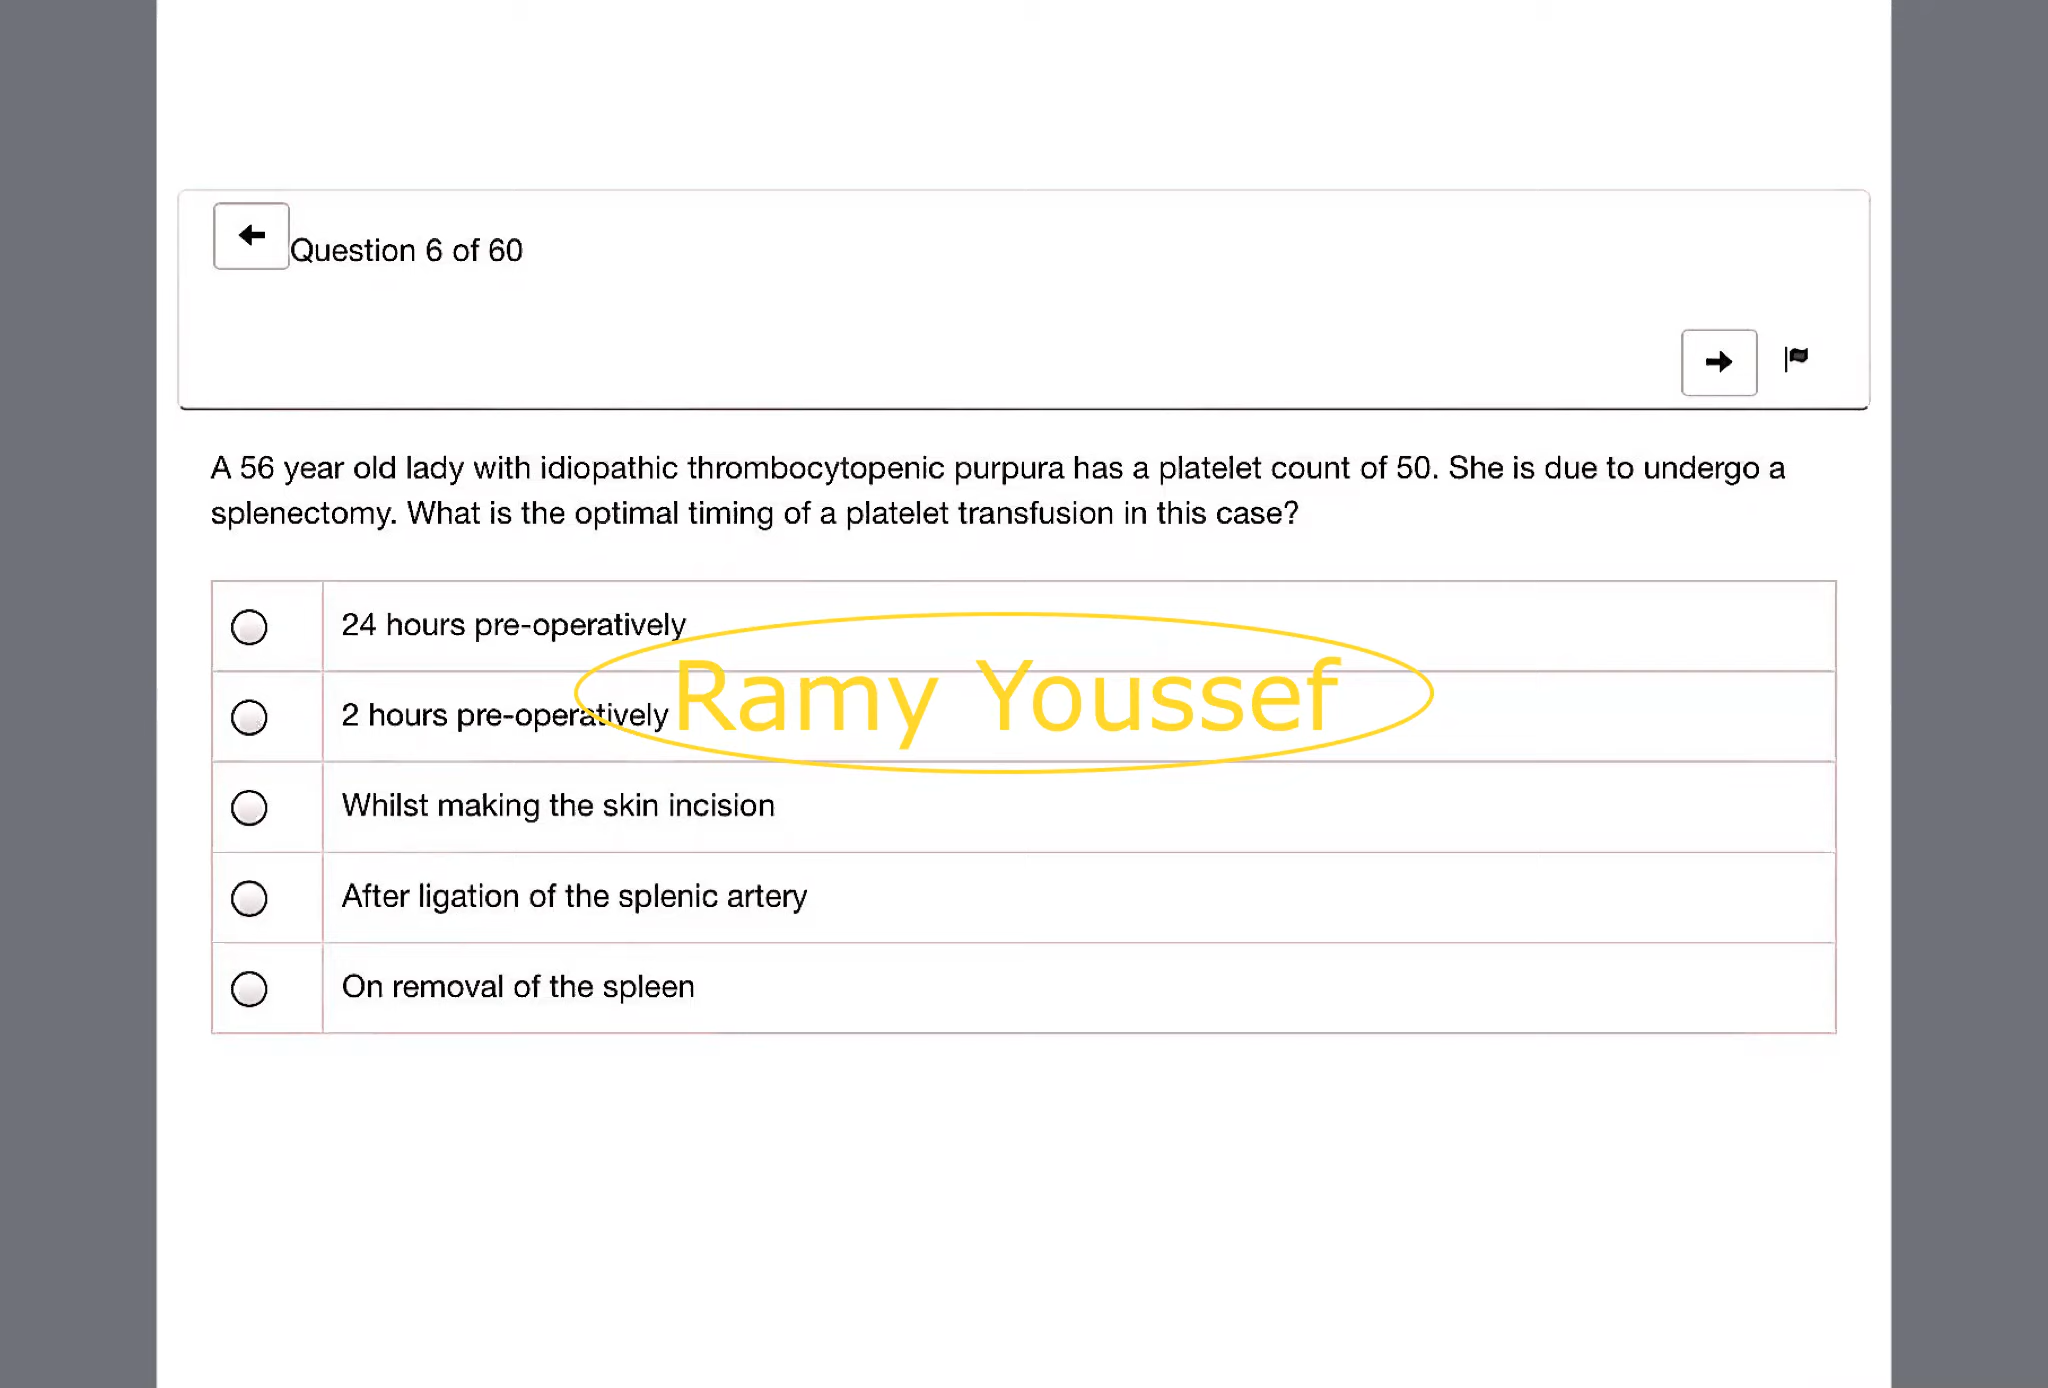 Question 6 of 60
A 56 year old lady with idiopathic thrombocytopenic purpura has a platelet count of 50. She is due to undergo a
splenectomy. What is the optimal timing of a platelet transfusion in this case?
24 hours pre-operatively
2 hours pre-operatively
Ramy Youssef
Whilst making the skin incision
After ligation of the splenic artery
On removal of the spleen